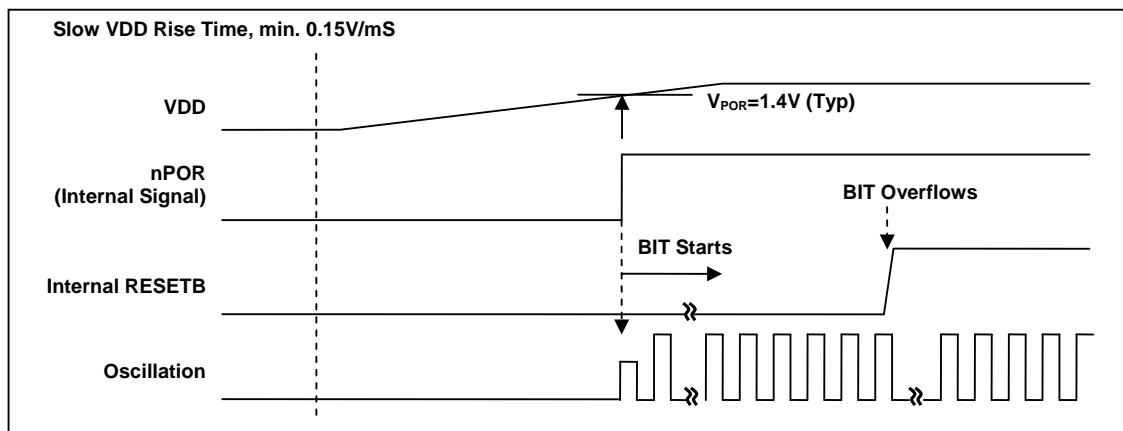 Slow VDD Rise Time, min. 0.15V/mS
VDD
VPOR=1.4V (Typ)
nPOR
(Internal Signal)
BIT Overflows
BIT Starts
Internal RESETB
Oscillation